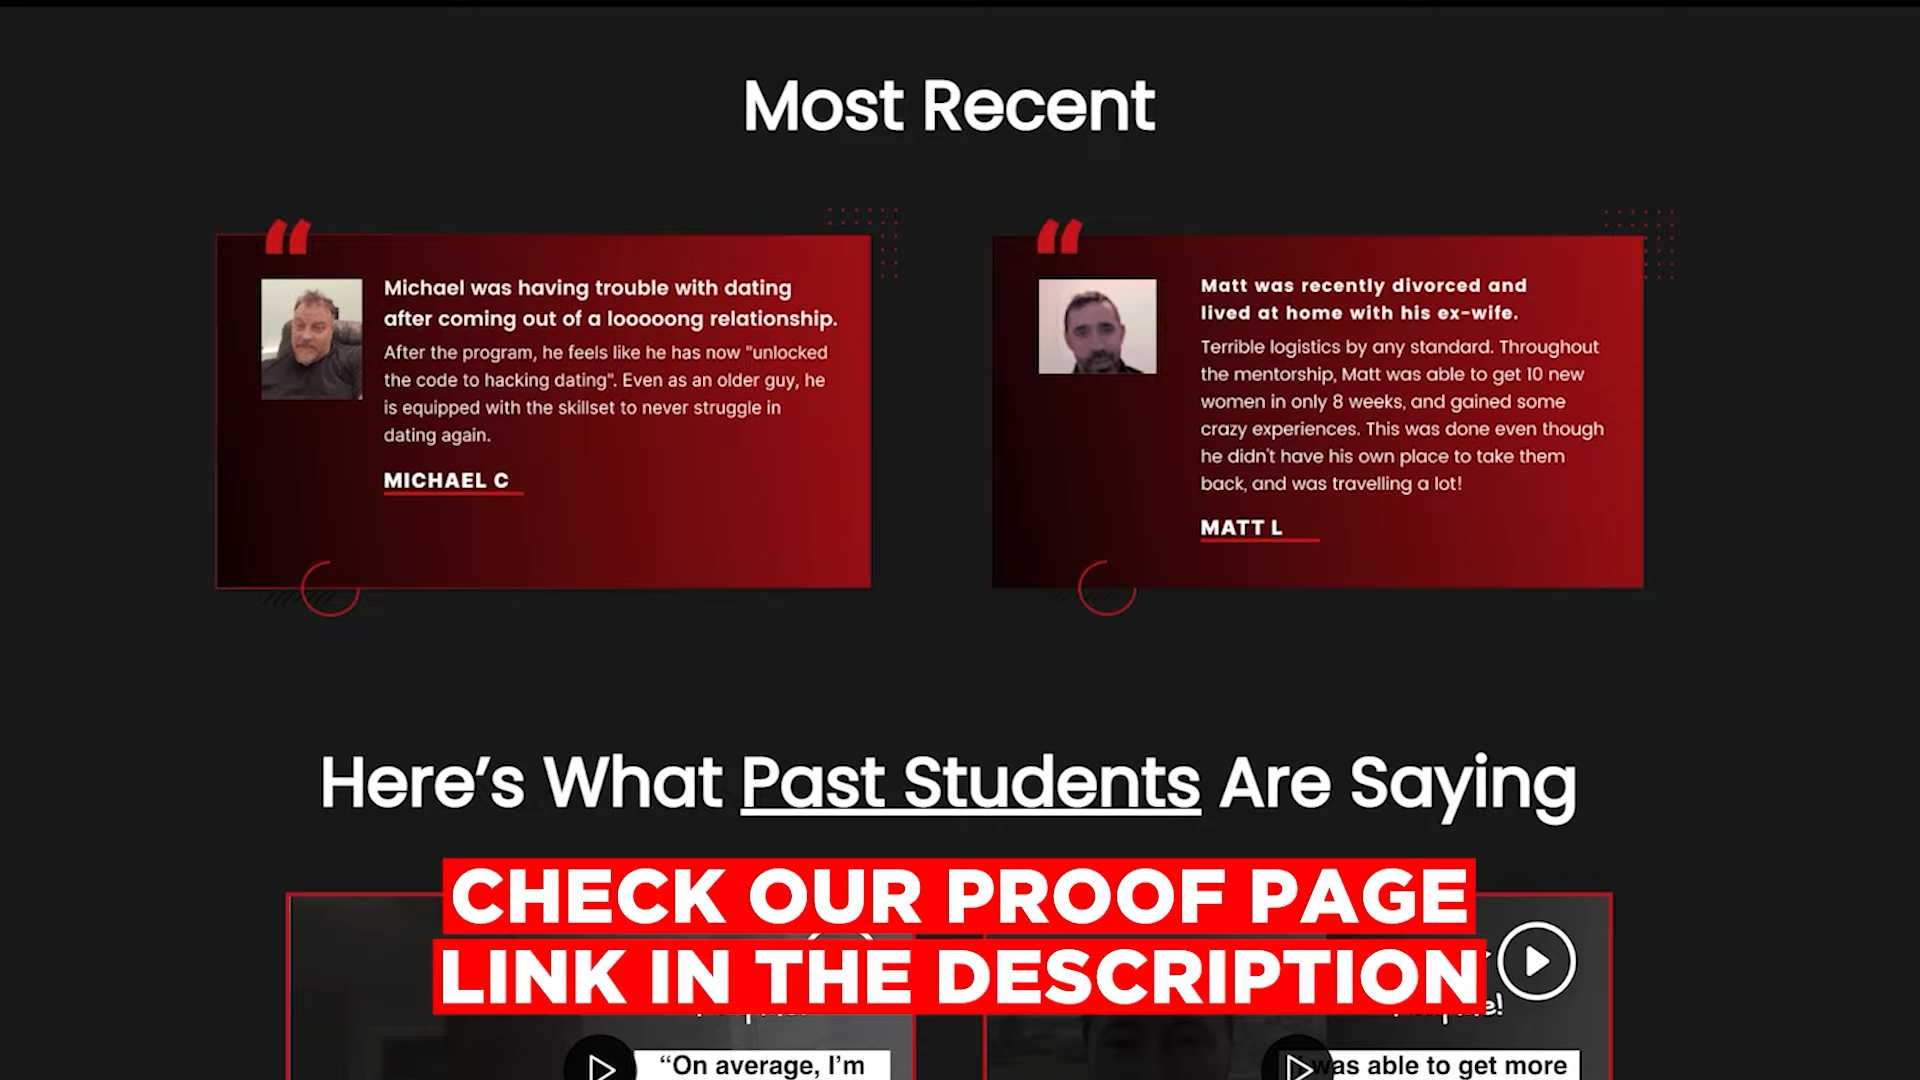 Most Recent
Michael was having trouble with dating
after coming out of a looooong relationship.
After the program, he feels like he has now "unlocked
the code to hacking dating". Even as an older guy, he
is equipped with the skillset to never struggle in
dating again.
MICHAEL C
Matt was recently divorced and
lived at home with his ex-wife.
Terrible logistics by any standard. Throughout
the mentorship, Matt was able to get 10 new
women in only 8 weeks, and gained some
crazy experiences. This was done even though
he didn't have his own place to take them
back, and was travelling a lot!
MATT L
Here's What Past Students Are Saying
CHECK OUR PROOF PAGE
LINK IN THE DESCRIPTION
“On average, I’m
was able to get more